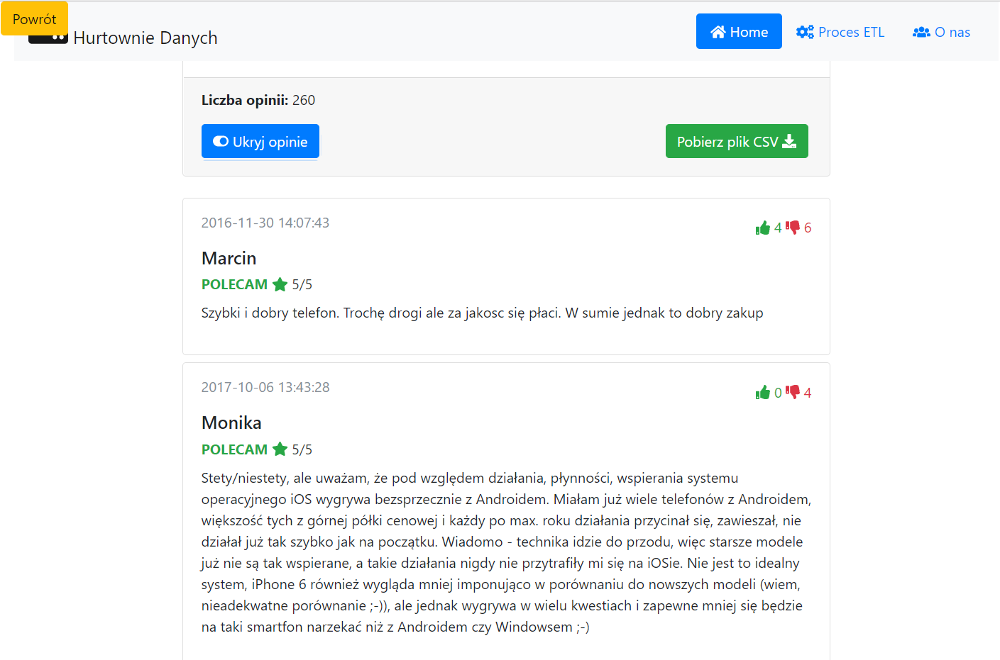 Powrót
Hurtownie Danych
Home
Proces ETL
O nas
Liczba opinii: 260
Ukryj opinie
Pobierz plik CSV
2016-11-30 14:07:43
4 6
Marcin
POLECAM 5/5
Szybki i dobry telefon. Trochę drogi ale za jakosc się płaci. W sumie jednak to dobry zakup
2017-10-06 13:43:28
0 4
Monika
POLECAM 5/5
Stety/niestety, ale uważam, że pod względem działania, płynności, wspierania systemu
operacyjnego iOS wygrywa bezsprzecznie z Androidem. Miałam już wiele telefonów z Androidem,
większość tych z górnej półki cenowej i każdy po max. roku działania przycinał się, zawieszał, nie
działał już tak szybko jak na początku. Wiadomo - technika idzie do przodu, więc starsze modele
już nie są tak wspierane, a takie działania nigdy nie przytrafiły mi się na iOSie. Nie jest to idealny
system, iPhone 6 również wygląda mniej imponująco w porównaniu do nowszych modeli (wiem,
nieadekwatne porównanie ;-)), ale jednak wygrywa w wielu kwestiach i zapewne mniej się będzie
na taki smartfon narzekać niż z Androidem czy Windowsem ;-)